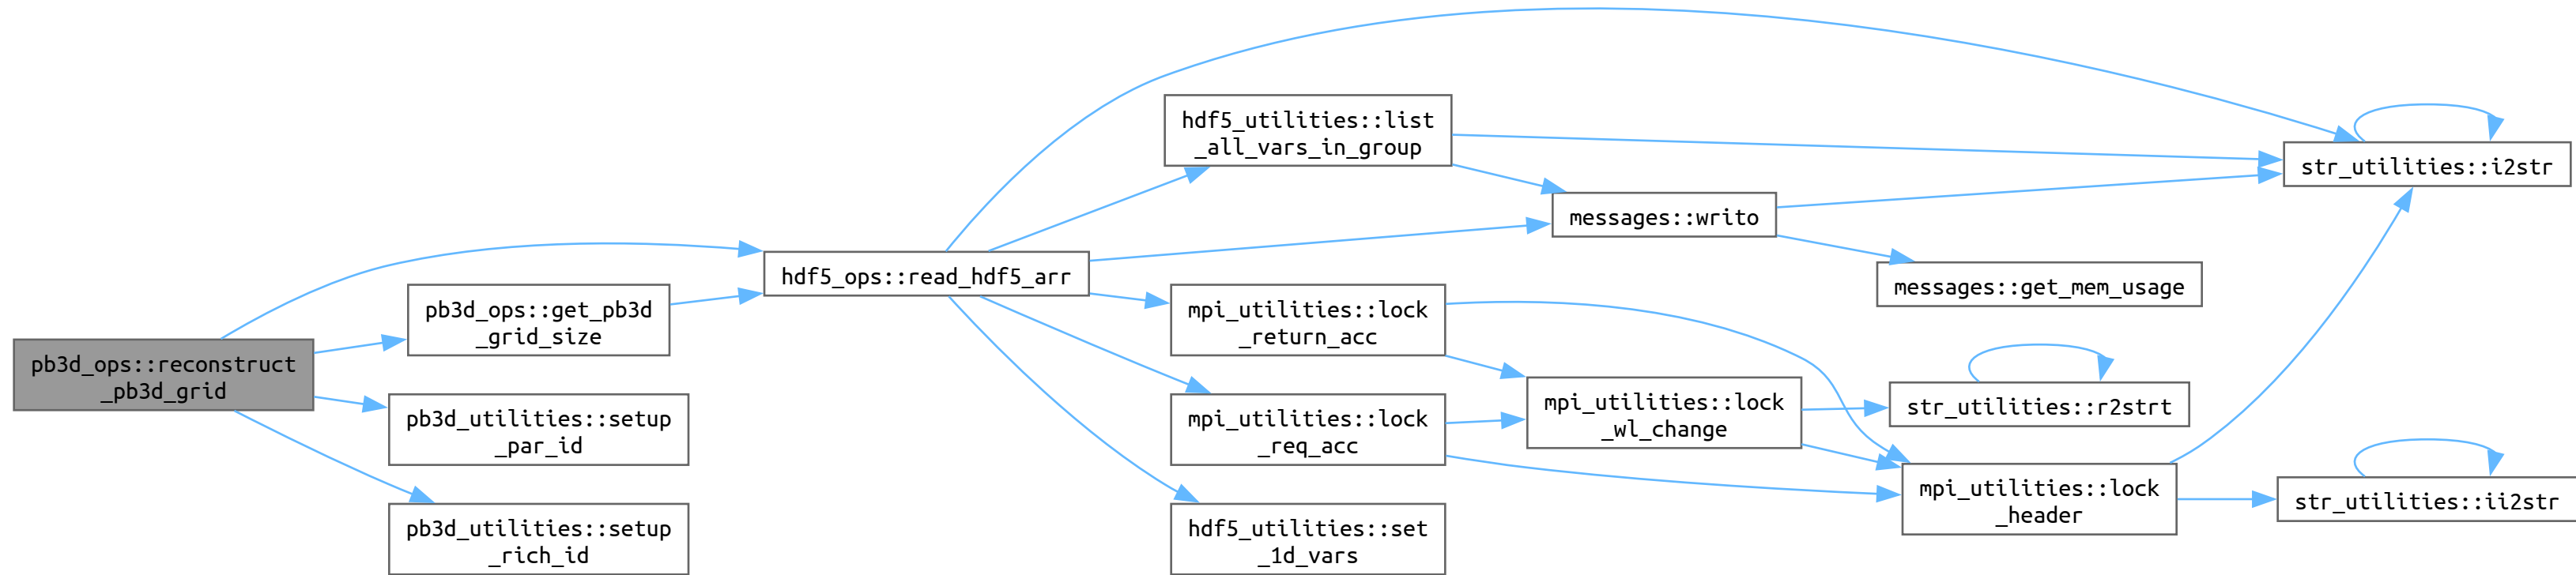 pb3d_ops::reconstruct
_pb3d_grid
pb3d_ops::get_pb3d
_grid_size
pb3d_utilities::setup
_par_id
pb3d_utilities::setup
_rich_id
hdf5_ops::read_hdf5_arr
hdf5_utilities::list
_all_vars_in_group
mpi_utilities::lock
_return_acc
mpi_utilities::lock
_req_acc
hdf5_utilities::set
_1d_vars
messages::writo
mpi_utilities::lock
_wl_change
messages::get_mem_usage
str_utilities::r2strt
mpi_utilities::lock
_header
str_utilities::i2str
str_utilities::ii2str